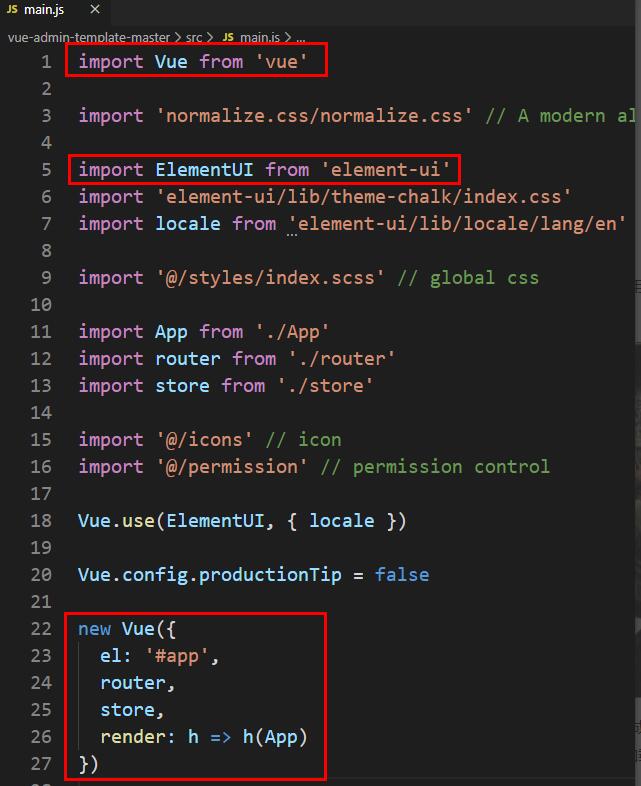 JS main.js ×
vue-admin-template-master > src > JS main.js > ...
1 import Vue from 'vue'
2
3 import 'normalize.css/normalize.css' // A modern al
4
5 import ElementUI from 'element-ui'
6 import 'element-ui/lib/theme-chalk/index.css'
7 import locale from 'element-ui/lib/locale/lang/en'
8
9 import '@/styles/index.scss' // global css
10
11 import App from './App'
12 import router from './router'
13 import store from './store'
14
15 import '@/icons' // icon
16 import '@/permission' // permission control
17
18 Vue.use(ElementUI, { locale })
19
20 Vue.config.productionTip = false
21
22 new Vue({
23   el: '#app',
24   router,
25   store,
26   render: h => h(App)
27 })